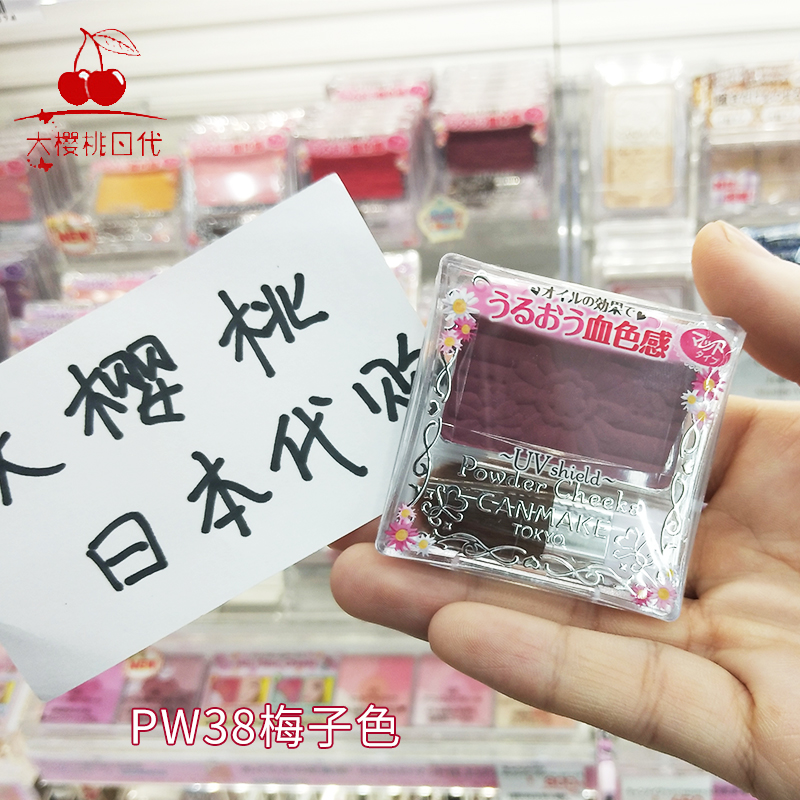 大樱桃日代
大樱桃
日本代购
オイルの効果で
うるおう血色感
マット
タイプ
~UV shield~
Powder Cheeks
CANMAKE
TOKYO
PW38梅子色